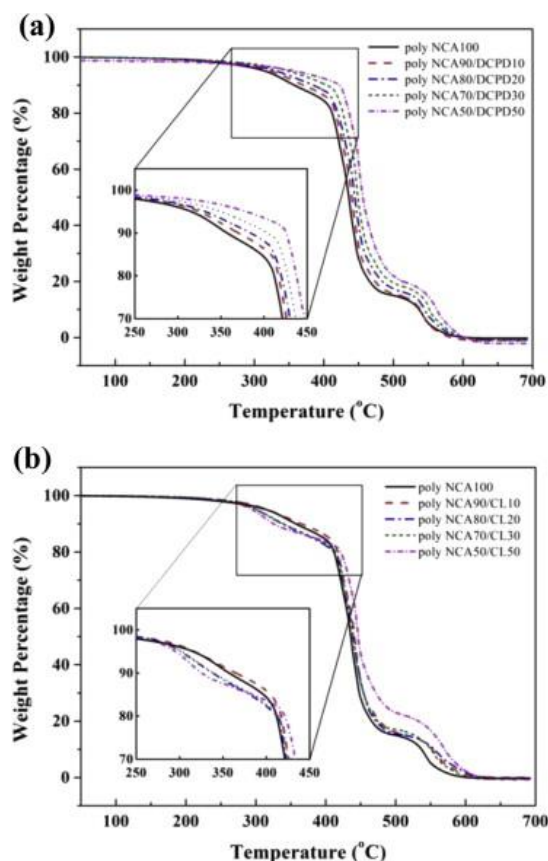 (a)
poly NCA100
poly NCA90/DCPD10
poly NCA80/DCPD20
poly NCA70/DCPD30
poly NCA50/DCPD50
Weight Percentage (%)
100
80
60
40
20
0
100
90
80
70
250 300 350 400 450
100 200 300 400 500 600 700
Temperature (°C)
(b)
poly NCA100
poly NCA90/CL10
poly NCA80/CL20
poly NCA70/CL30
poly NCA50/CL50
Weight Percentage (%)
100
80
60
40
20
0
100
90
80
70
250 300 350 400 450
100 200 300 400 500 600 700
Temperature (°C)